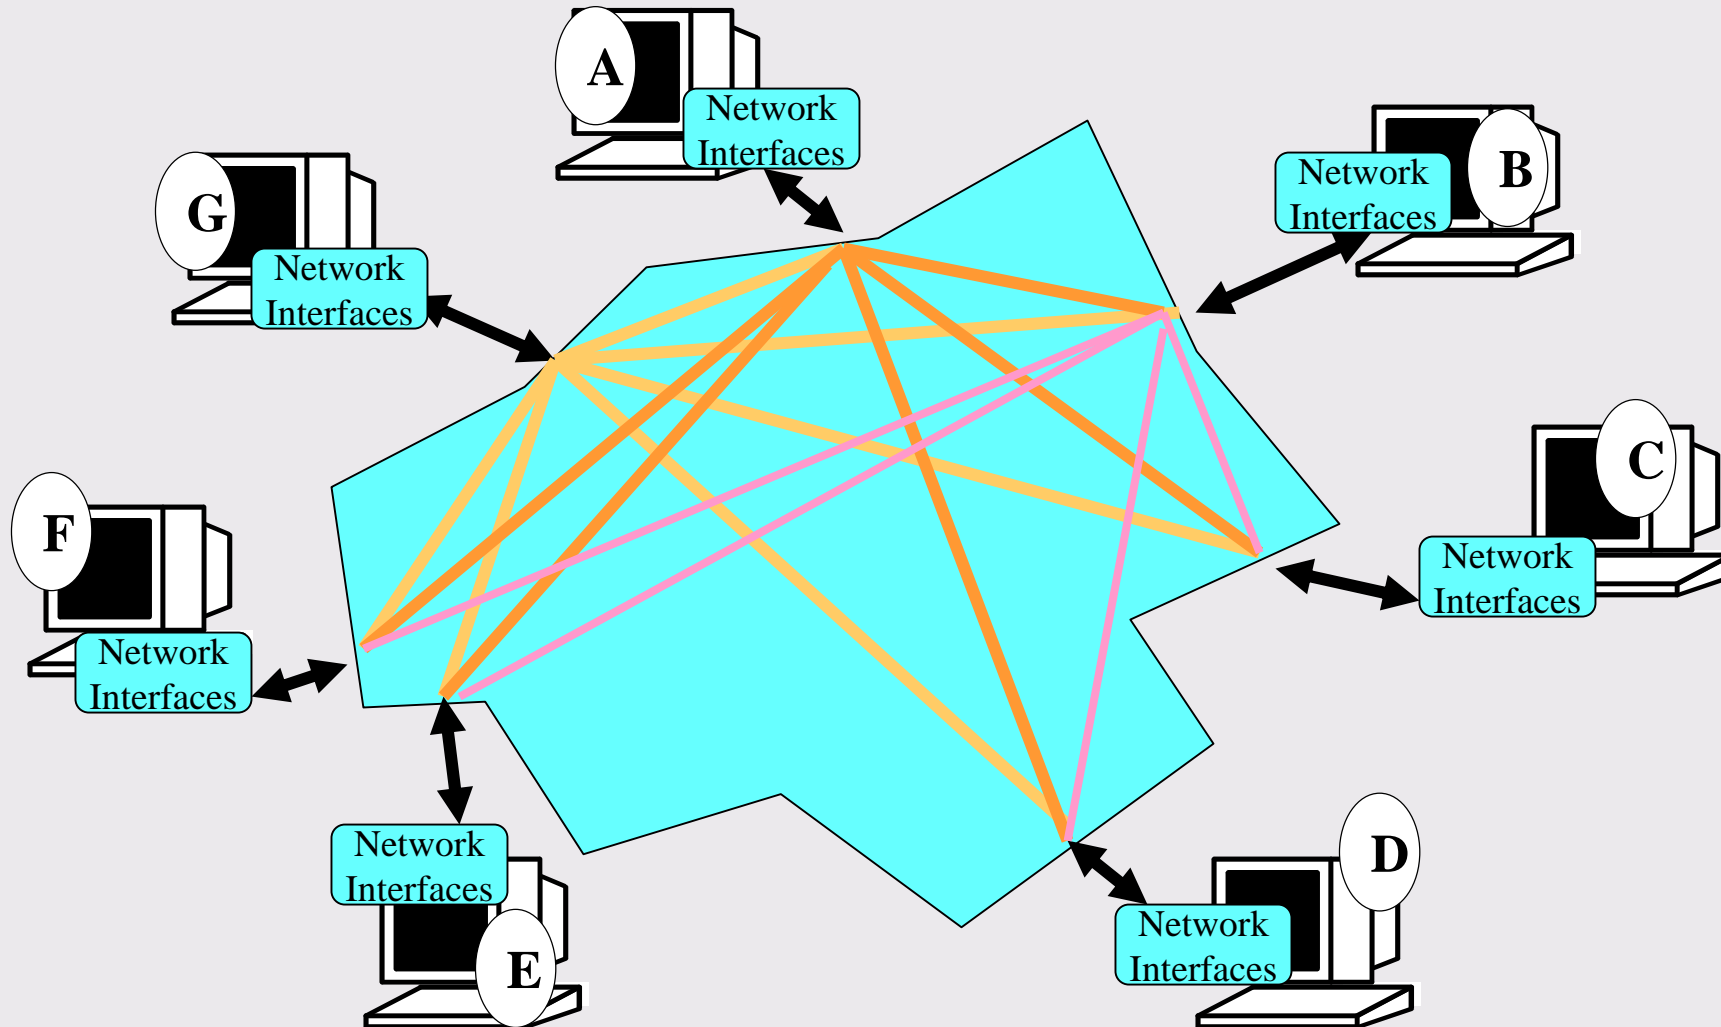 A
Network
Interfaces
B
Network
Interfaces
G
Network
Interfaces
C
Network
Interfaces
F
Network
Interfaces
D
Network
Interfaces
Network
Interfaces
E